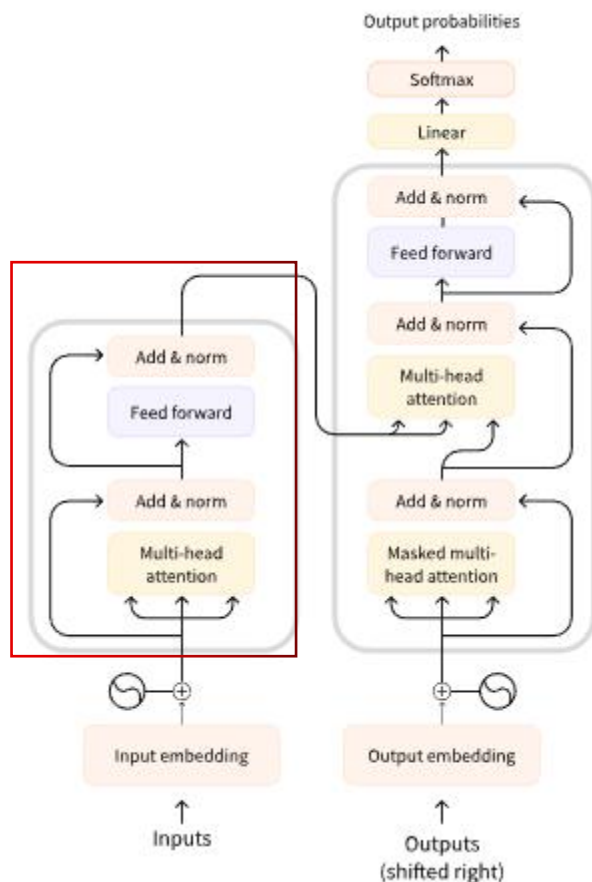 Output probabilities
Softmax
Linear
Add & norm
Feed forward
Add & norm
Multi-head
attention
Add & norm
Masked multi-
head attention
Add & norm
Feed forward
Add & norm
Multi-head
attention
Input embedding
Output embedding
Inputs
Outputs
(shifted right)